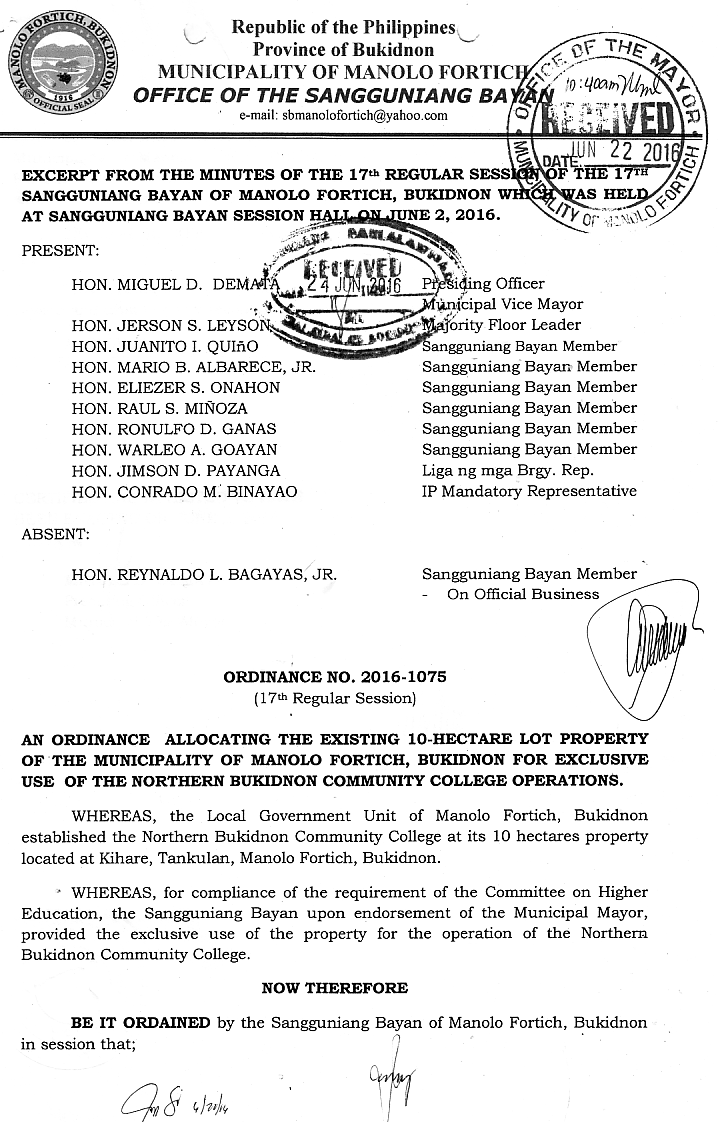 Republic of the Philippines
Province of Bukidnon
MUNICIPALITY OF MANOLO FORTICH
OFFICE OF THE SANGGUNIANG BAYAN
e-mail: sbmanolofortich@yahoo.com
MANOLO FORTICH, BUKIDNON
1916
OFFICIAL SEAL
OFFICE OF THE MAYOR
10:40am
RECEIVED
DATE: JUN 22 2016
MUNICIPALITY OF MANOLO FORTICH
EXCERPT FROM THE MINUTES OF THE 17th REGULAR SESSION OF THE 17TH
SANGGUNIANG BAYAN OF MANOLO FORTICH, BUKIDNON WHICH WAS HELD
AT SANGGUNIANG BAYAN SESSION HALL ON JUNE 2, 2016.
RECEIVED
24 JUN 2016
PRESENT:
HON. MIGUEL D. DEMATA Presiding Officer
Municipal Vice Mayor
HON. JERSON S. LEYSON Majority Floor Leader
HON. JUANITO I. QUIñO Sangguniang Bayan Member
HON. MARIO B. ALBARECE, JR. Sangguniang Bayan Member
HON. ELIEZER S. ONAHON Sangguniang Bayan Member
HON. RAUL S. MIÑOZA Sangguniang Bayan Member
HON. RONULFO D. GANAS Sangguniang Bayan Member
HON. WARLEO A. GOAYAN Sangguniang Bayan Member
HON. JIMSON D. PAYANGA Liga ng mga Brgy. Rep.
HON. CONRADO M. BINAYAO IP Mandatory Representative
ABSENT:
HON. REYNALDO L. BAGAYAS, JR. Sangguniang Bayan Member
- On Official Business
ORDINANCE NO. 2016-1075
(17th Regular Session)
AN ORDINANCE ALLOCATING THE EXISTING 10-HECTARE LOT PROPERTY
OF THE MUNICIPALITY OF MANOLO FORTICH, BUKIDNON FOR EXCLUSIVE
USE OF THE NORTHERN BUKIDNON COMMUNITY COLLEGE OPERATIONS.
WHEREAS, the Local Government Unit of Manolo Fortich, Bukidnon
established the Northern Bukidnon Community College at its 10 hectares property
located at Kihare, Tankulan, Manolo Fortich, Bukidnon.
WHEREAS, for compliance of the requirement of the Committee on Higher
Education, the Sangguniang Bayan upon endorsement of the Municipal Mayor,
provided the exclusive use of the property for the operation of the Northern
Bukidnon Community College.
NOW THEREFORE
BE IT ORDAINED by the Sangguniang Bayan of Manolo Fortich, Bukidnon
in session that;